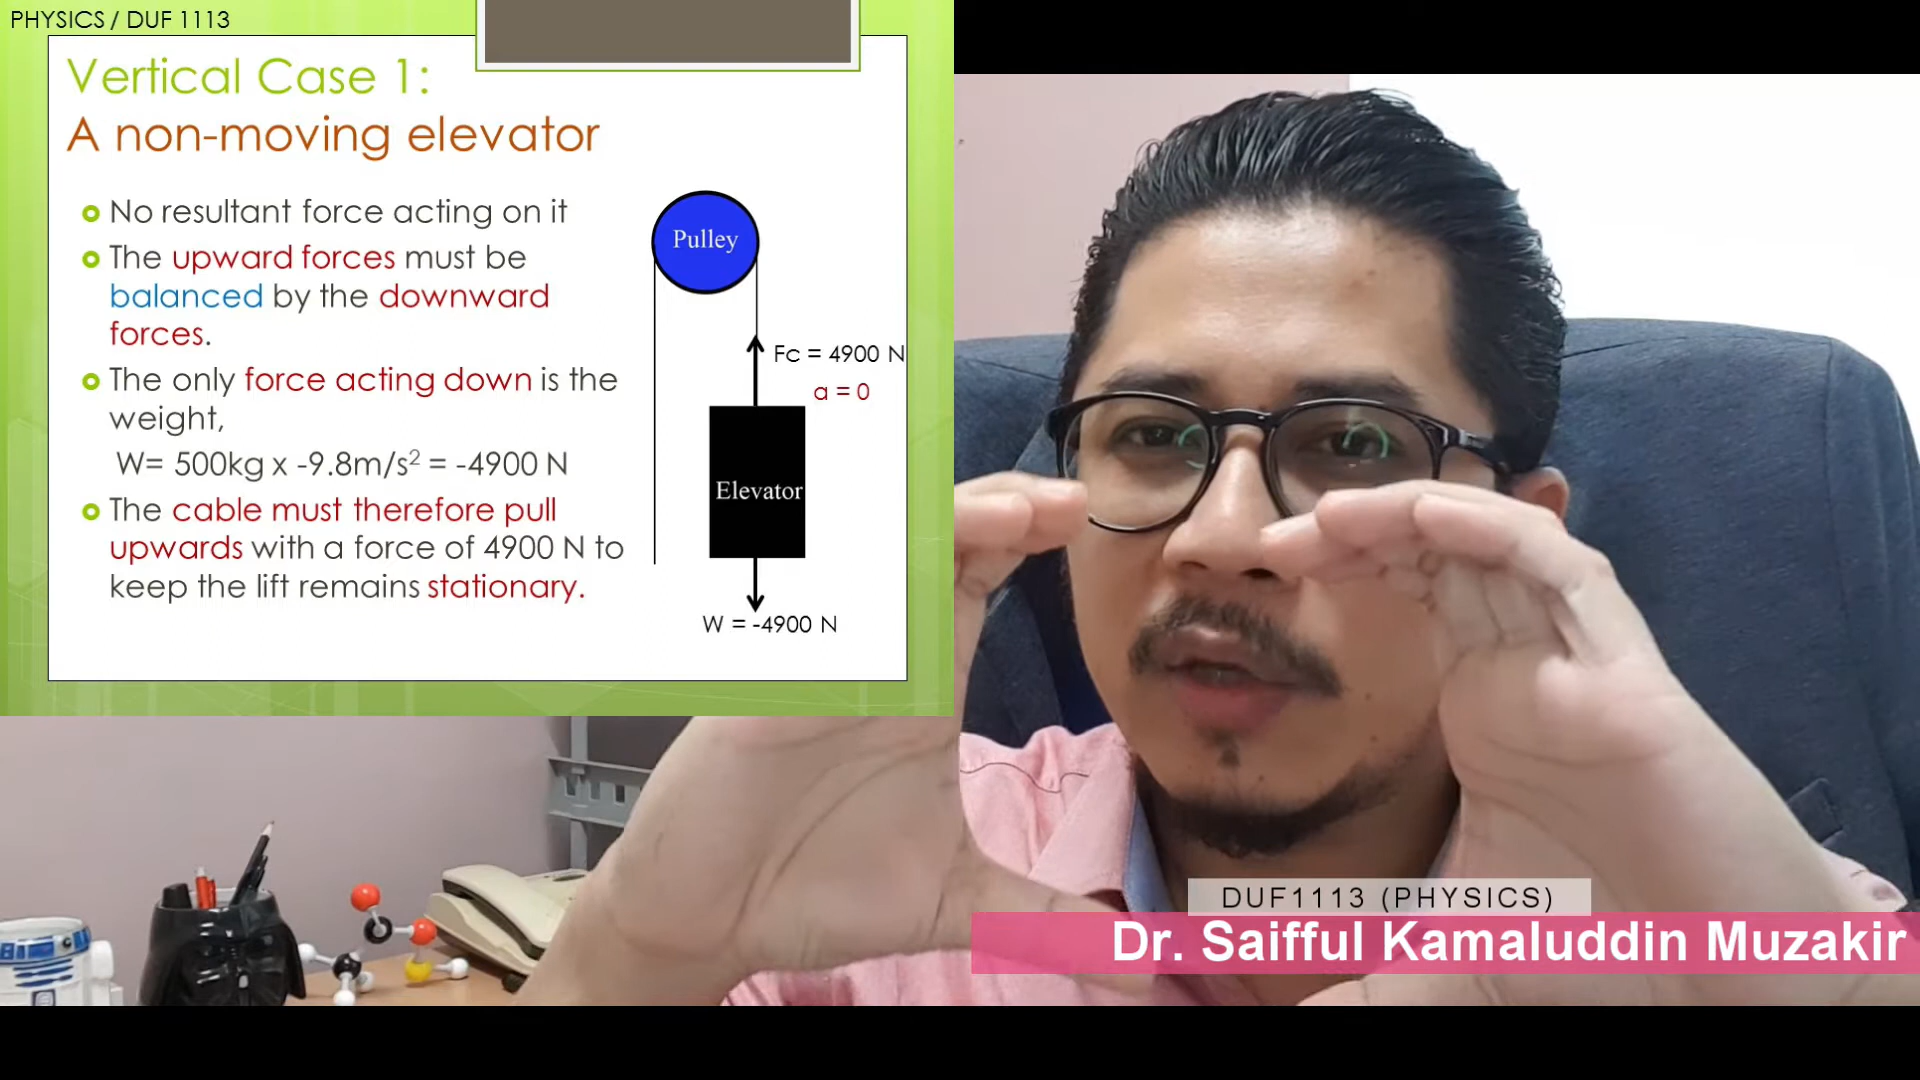 PHYSICS / DUF 1113
Vertical Case 1:
A non-moving elevator
No resultant force acting on it
The upward forces must be
balanced by the downward
forces.
The only force acting down is the
weight,
W= 500kg x -9.8m/s² = -4900 N
The cable must therefore pull
upwards with a force of 4900 N to
keep the lift remains stationary.
Pulley
Fc = 4900 N
a = 0
Elevator
W = -4900 N
DUF1113 (PHYSICS)
Dr. Saifful Kamaluddin Muzakir